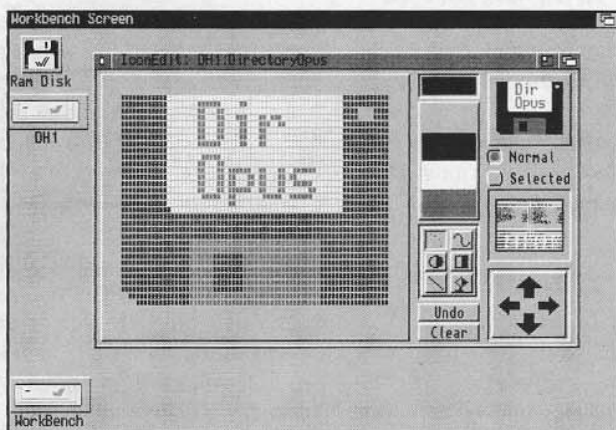 Workbench Screen
Ram Disk
DH1
IconEdit: DH1:DirectoryOpus
Dir
Opus
Dir
Opus
Normal
Selected
Undo
Clear
WorkBench